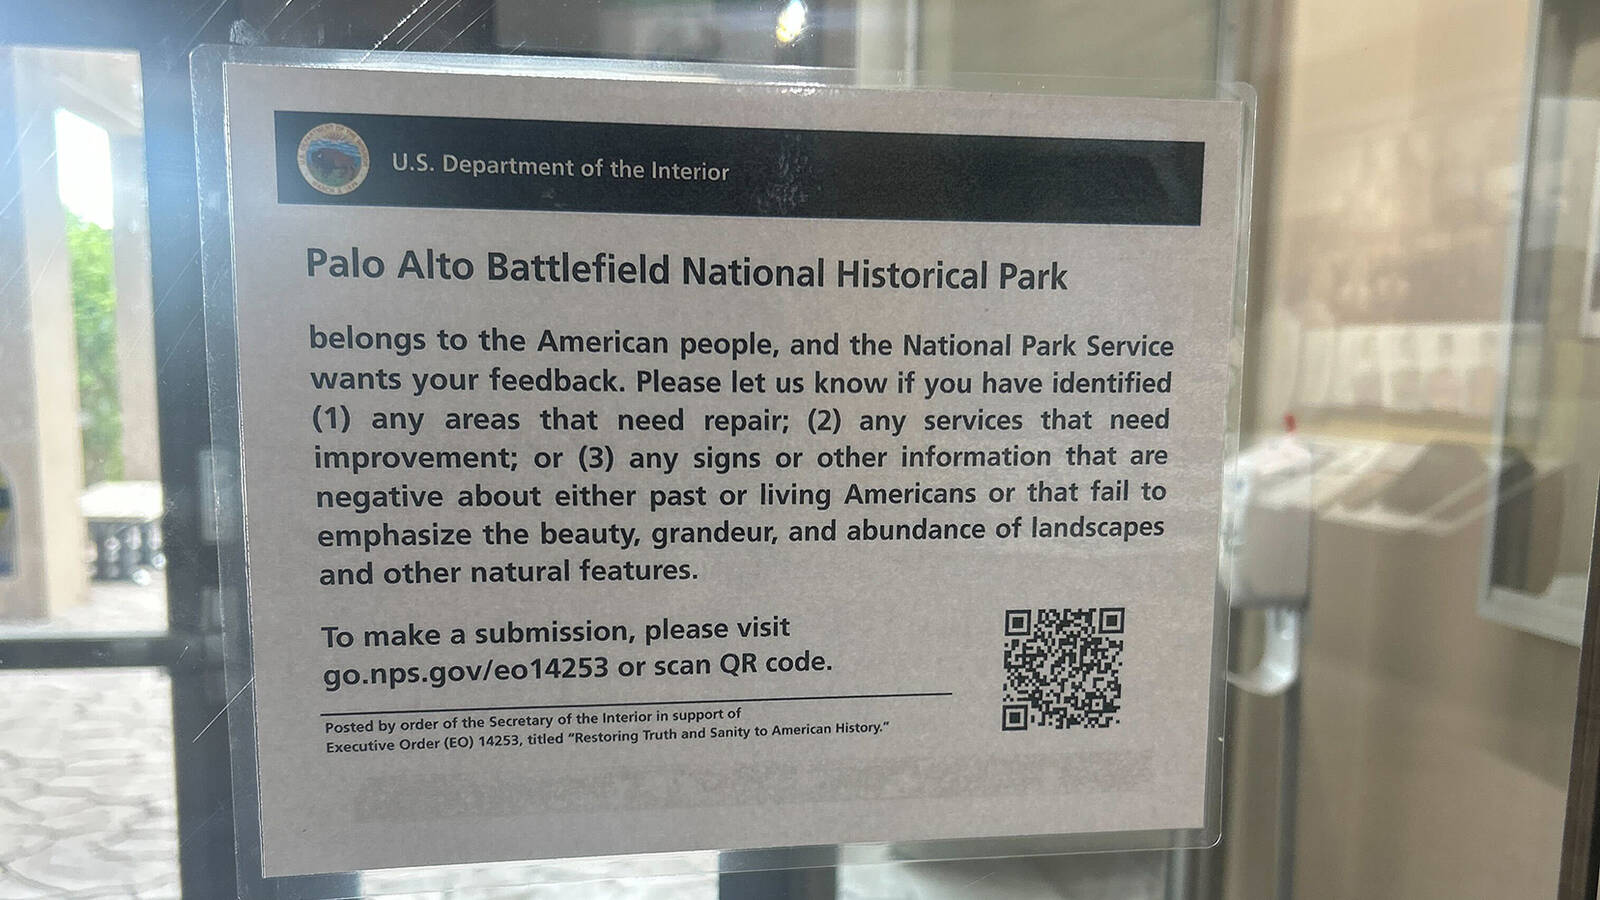 U.S. Department of the Interior
Palo Alto Battlefield National Historical Park
belongs to the American people, and the National Park Service
wants your feedback. Please let us know if you have identified
(1) any areas that need repair; (2) any services that need
improvement; or (3) any signs or other information that are
negative about either past or living Americans or that fail to
emphasize the beauty, grandeur, and abundance of landscapes
and other natural features.
To make a submission, please visit
go.nps.gov/eo14253 or scan QR code.
Posted by order of the Secretary of the Interior in support of
Executive Order (EO) 14253, titled “Restoring Truth and Sanity to American History.”